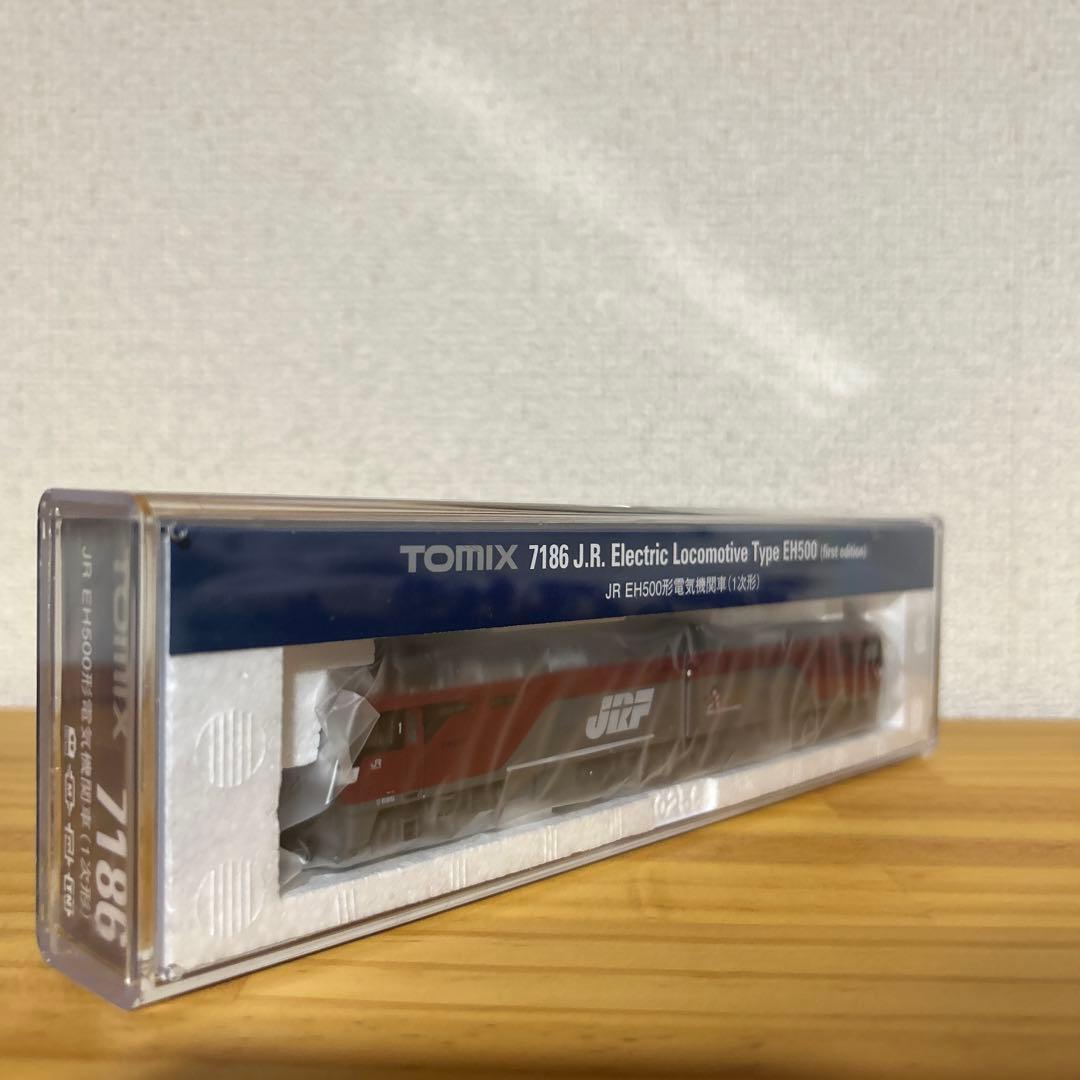 TOMIX 7186 J.R. Electric Locomotive Type EH500 (first edition)
JR EH500形電気機関車(1次形)
JRF
JR
TOMIX 7186
JR EH500形電気機関車(1次形)